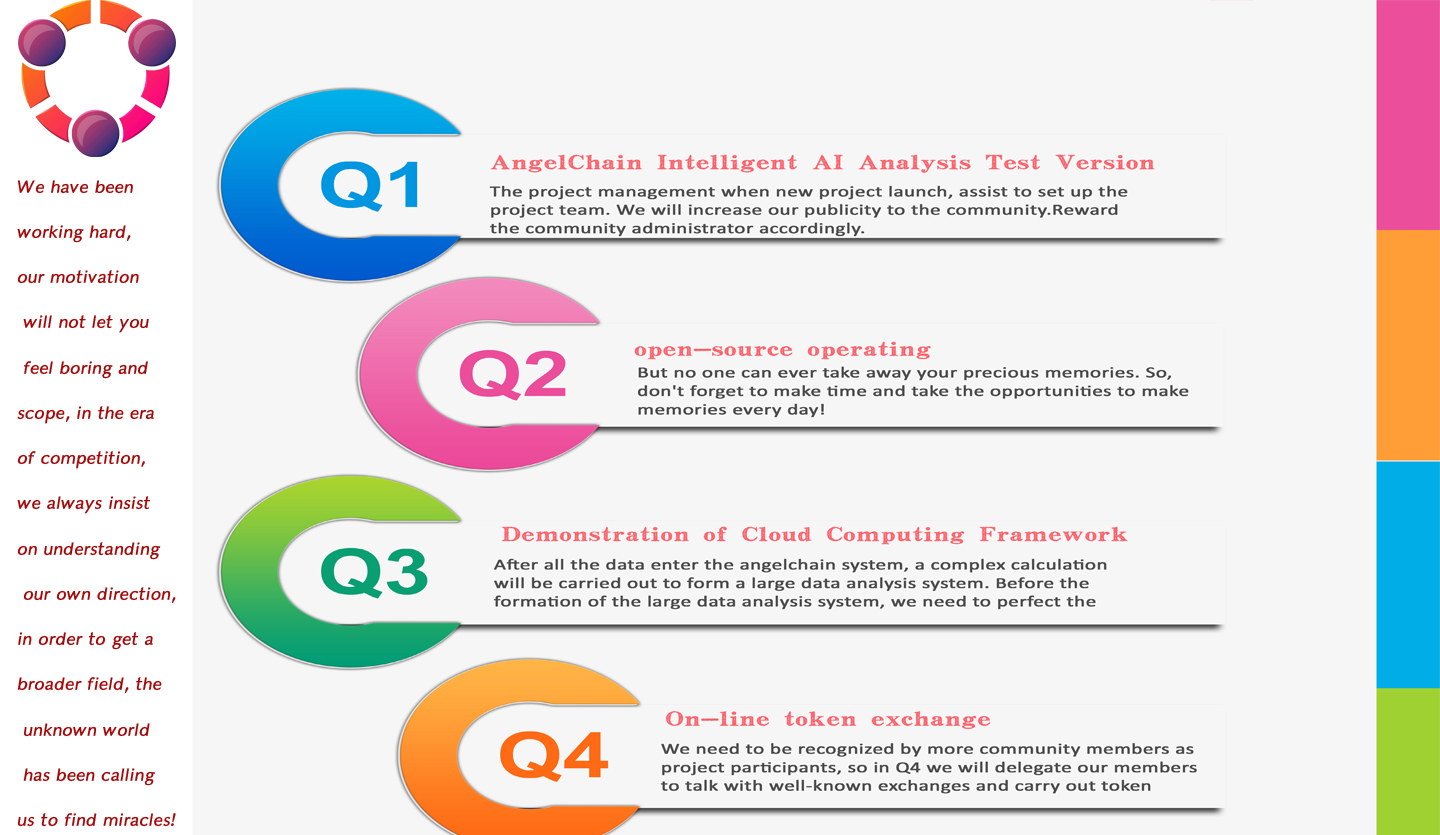 We have been
working hard,
our motivation
will not let you
feel boring and
scope, in the era
of competition,
we always insist
on understanding
our own direction,
in order to get a
broader field, the
unknown world
has been calling
us to find miracles!
Q1
AngelChain Intelligent AI Analysis Test Version
The project management when new project launch, assist to set up the
project team. We will increase our publicity to the community.Reward
the community administrator accordingly.
Q2
open—source operating
But no one can ever take away your precious memories. So,
don't forget to make time and take the opportunities to make
memories every day!
Q3
Demonstration of Cloud Computing Framework
After all the data enter the angelchain system, a complex calculation
will be carried out to form a large data analysis system. Before the
formation of the large data analysis system, we need to perfect the
Q4
On—line token exchange
We need to be recognized by more community members as
project participants, so in Q4 we will delegate our members
to talk with well-known exchanges and carry out token